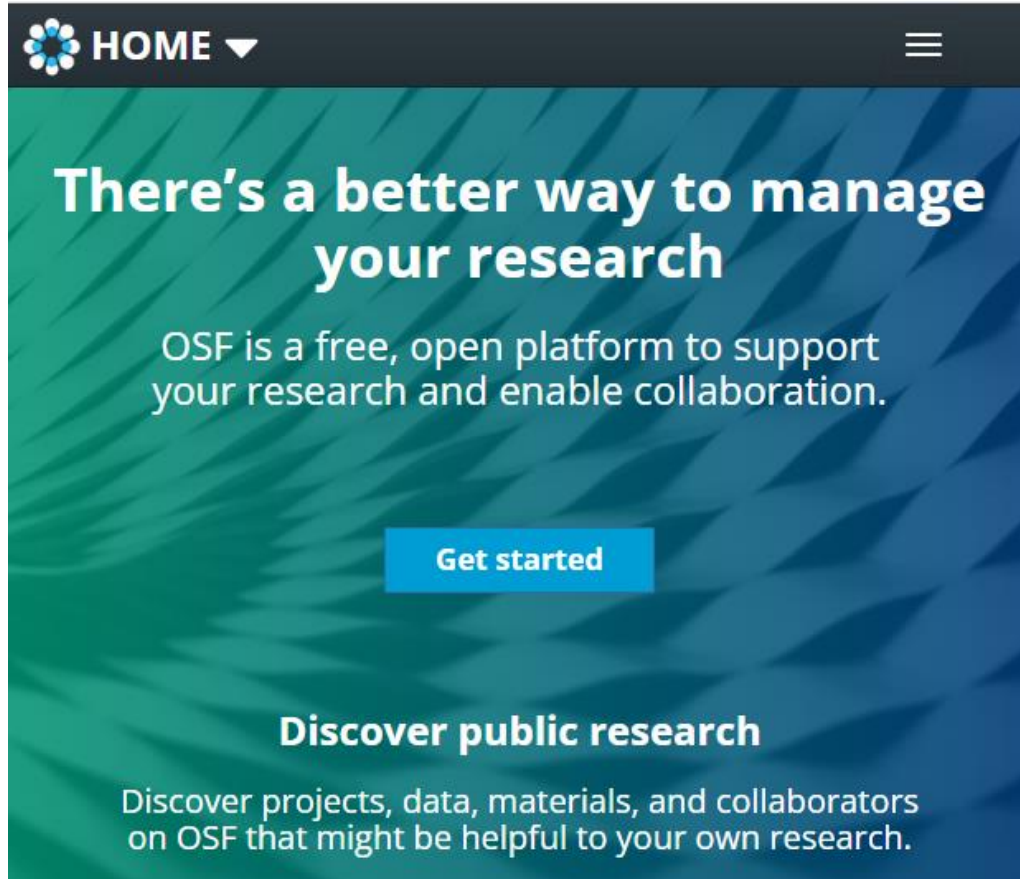 HOME
There’s a better way to manage
your research
OSF is a free, open platform to support
your research and enable collaboration.
Get started
Discover public research
Discover projects, data, materials, and collaborators
on OSF that might be helpful to your own research.